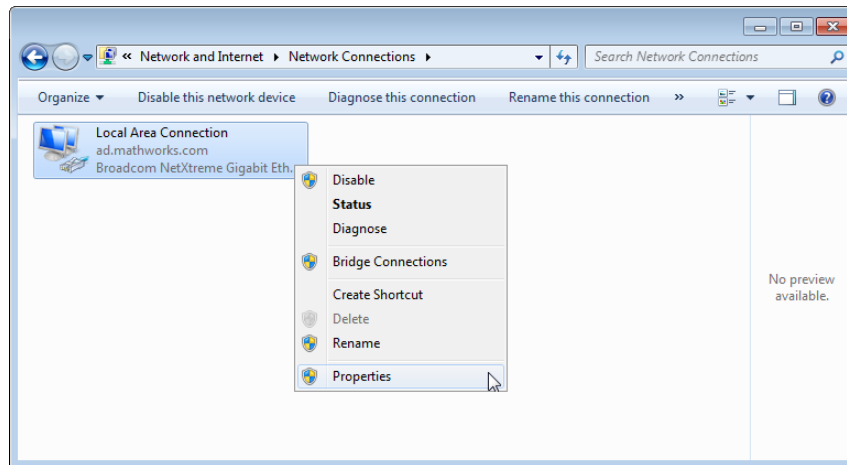 « Network and Internet ▸ Network Connections ▸ Search Network Connections
Organize ▾ Disable this network device Diagnose this connection Rename this connection »
Local Area Connection
ad.mathworks.com
Broadcom NetXtreme Gigabit Eth...
Disable
Status
Diagnose
Bridge Connections
Create Shortcut
Delete
Rename
Properties
No preview
available.